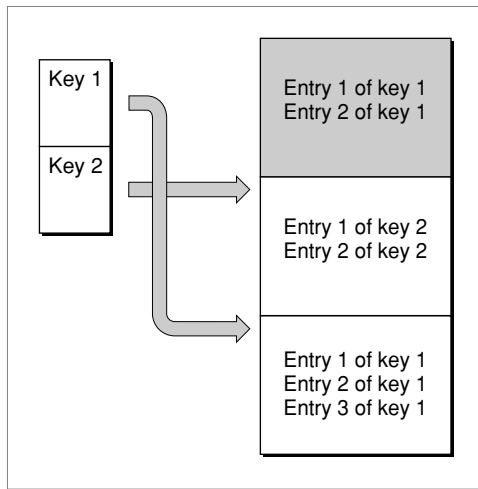 Key 1
Key 2
Entry 1 of key 1
Entry 2 of key 1
Entry 1 of key 2
Entry 2 of key 2
Entry 1 of key 1
Entry 2 of key 1
Entry 3 of key 1